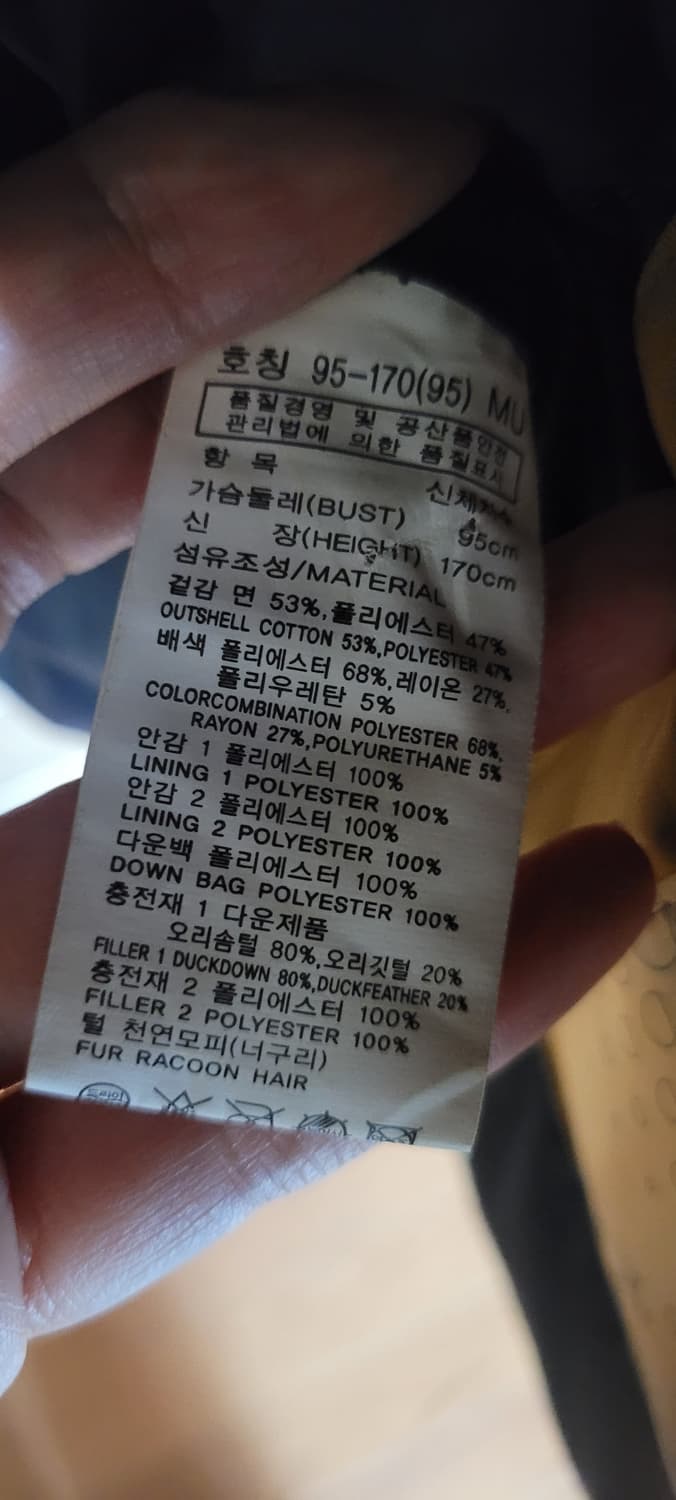 호칭 95-170(95) MU
품질경영 및 공산품안전
관리법에 의한 품질표시
항 목 신체치수
가슴둘레(BUST) 95cm
신 장(HEIGHT) 170cm
섬유조성/MATERIAL
겉감 면 53%,폴리에스터 47%
OUTSHELL COTTON 53%,POLYESTER 47%
배색 폴리에스터 68%,레이온 27%,
폴리우레탄 5%
COLORCOMBINATION POLYESTER 68%,
RAYON 27%,POLYURETHANE 5%
안감 1 폴리에스터 100%
LINING 1 POLYESTER 100%
안감 2 폴리에스터 100%
LINING 2 POLYESTER 100%
다운백 폴리에스터 100%
DOWN BAG POLYESTER 100%
충전재 1 다운제품
오리솜털 80%,오리깃털 20%
FILLER 1 DUCKDOWN 80%,DUCKFEATHER 20%
충전재 2 폴리에스터 100%
FILLER 2 POLYESTER 100%
털 천연모피(너구리)
FUR RACOON HAIR
드라이